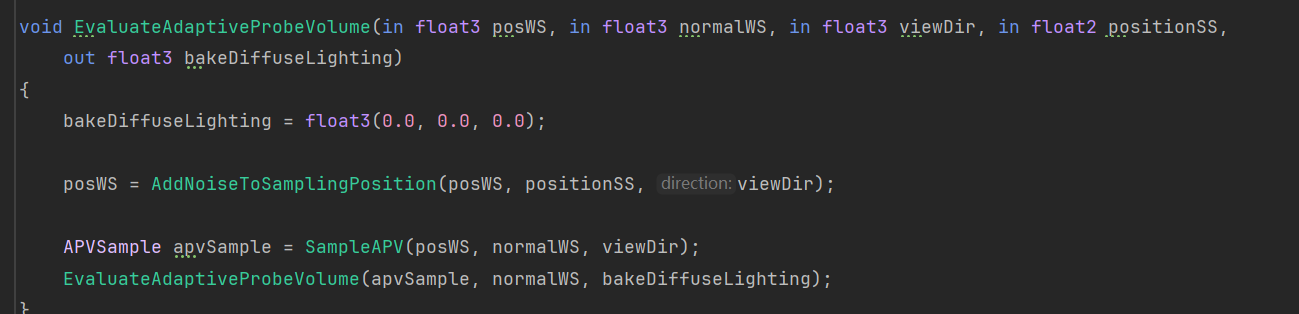 void EvaluateAdaptiveProbeVolume(in float3 posWS, in float3 normalWS, in float3 viewDir, in float2 positionSS,
    out float3 bakeDiffuseLighting)
{
    bakeDiffuseLighting = float3(0.0, 0.0, 0.0);
    posWS = AddNoiseToSamplingPosition(posWS, positionSS, direction: viewDir);
    APVSample apvSample = SampleAPV(posWS, normalWS, viewDir);
    EvaluateAdaptiveProbeVolume(apvSample, normalWS, bakeDiffuseLighting);
}